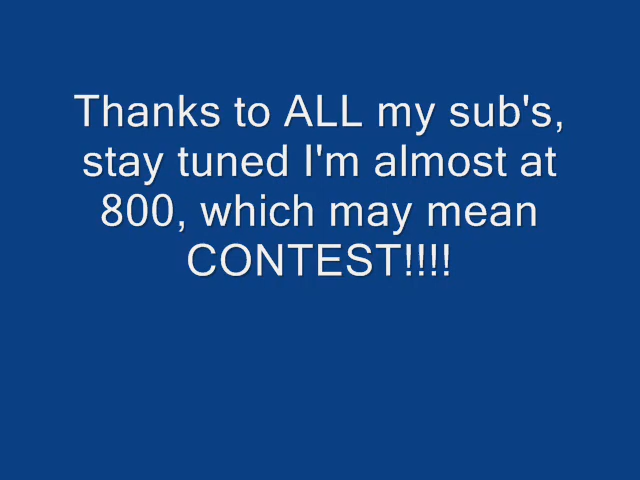 Thanks to ALL my sub's,
stay tuned I'm almost at
800, which may mean
CONTEST!!!!